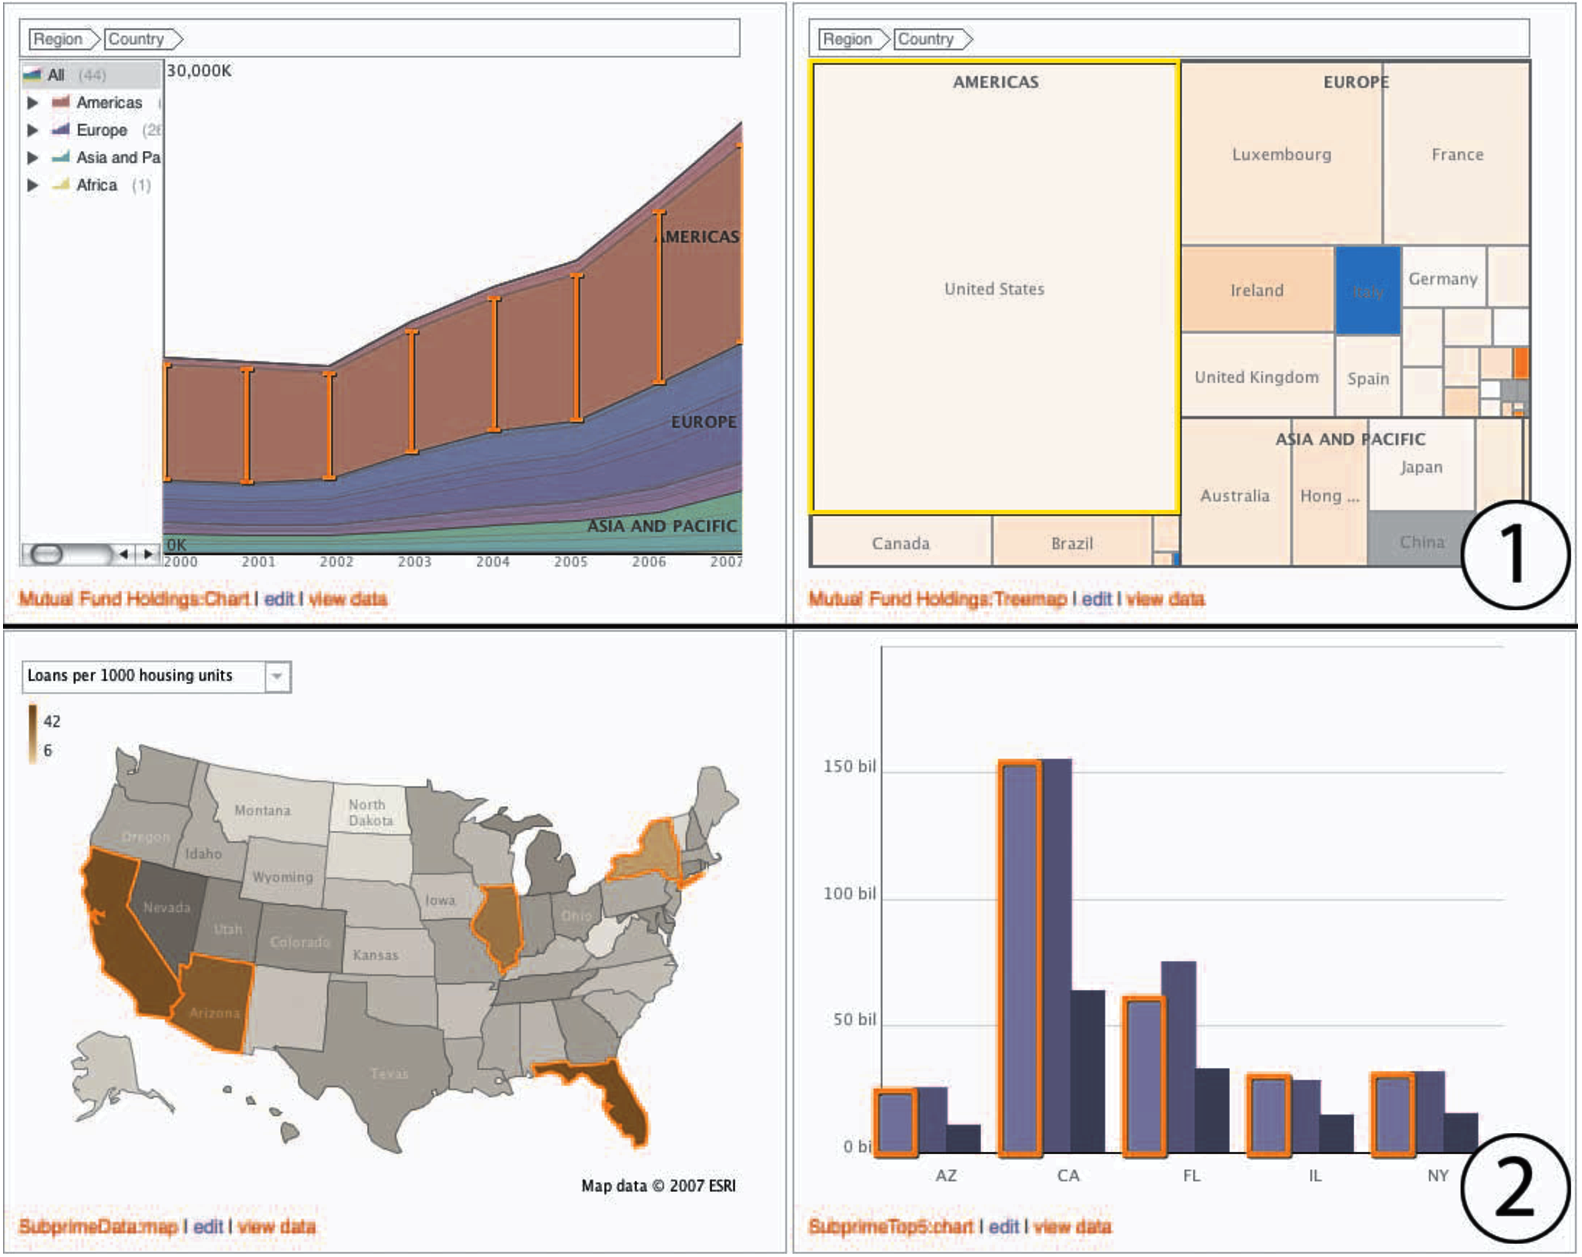 Region Country
All (44)
Americas
Europe (26
Asia and Pa
Africa (1)
30,000K
AMERICAS
EUROPE
ASIA AND PACIFIC
0K
2000 2001 2002 2003 2004 2005 2006 2007
Mutual Fund Holdings:Chart | edit | view data
Region Country
AMERICAS
United States
Canada
Brazil
EUROPE
Luxembourg
France
Ireland
Italy
Germany
United Kingdom
Spain
ASIA AND PACIFIC
Japan
Australia
Hong ...
China
1
Mutual Fund Holdings:Treemap | edit | view data
Loans per 1000 housing units
42
6
Montana
North
Dakota
Oregon
Idaho
Wyoming
Nevada
Iowa
Utah
Ohio
Colorado
Kansas
Arizona
Texas
Map data © 2007 ESRI
SubprimeData:map | edit | view data
150 bil
100 bil
50 bil
0 bi
AZ CA FL IL NY
2
SubprimeTop5:chart | edit | view data